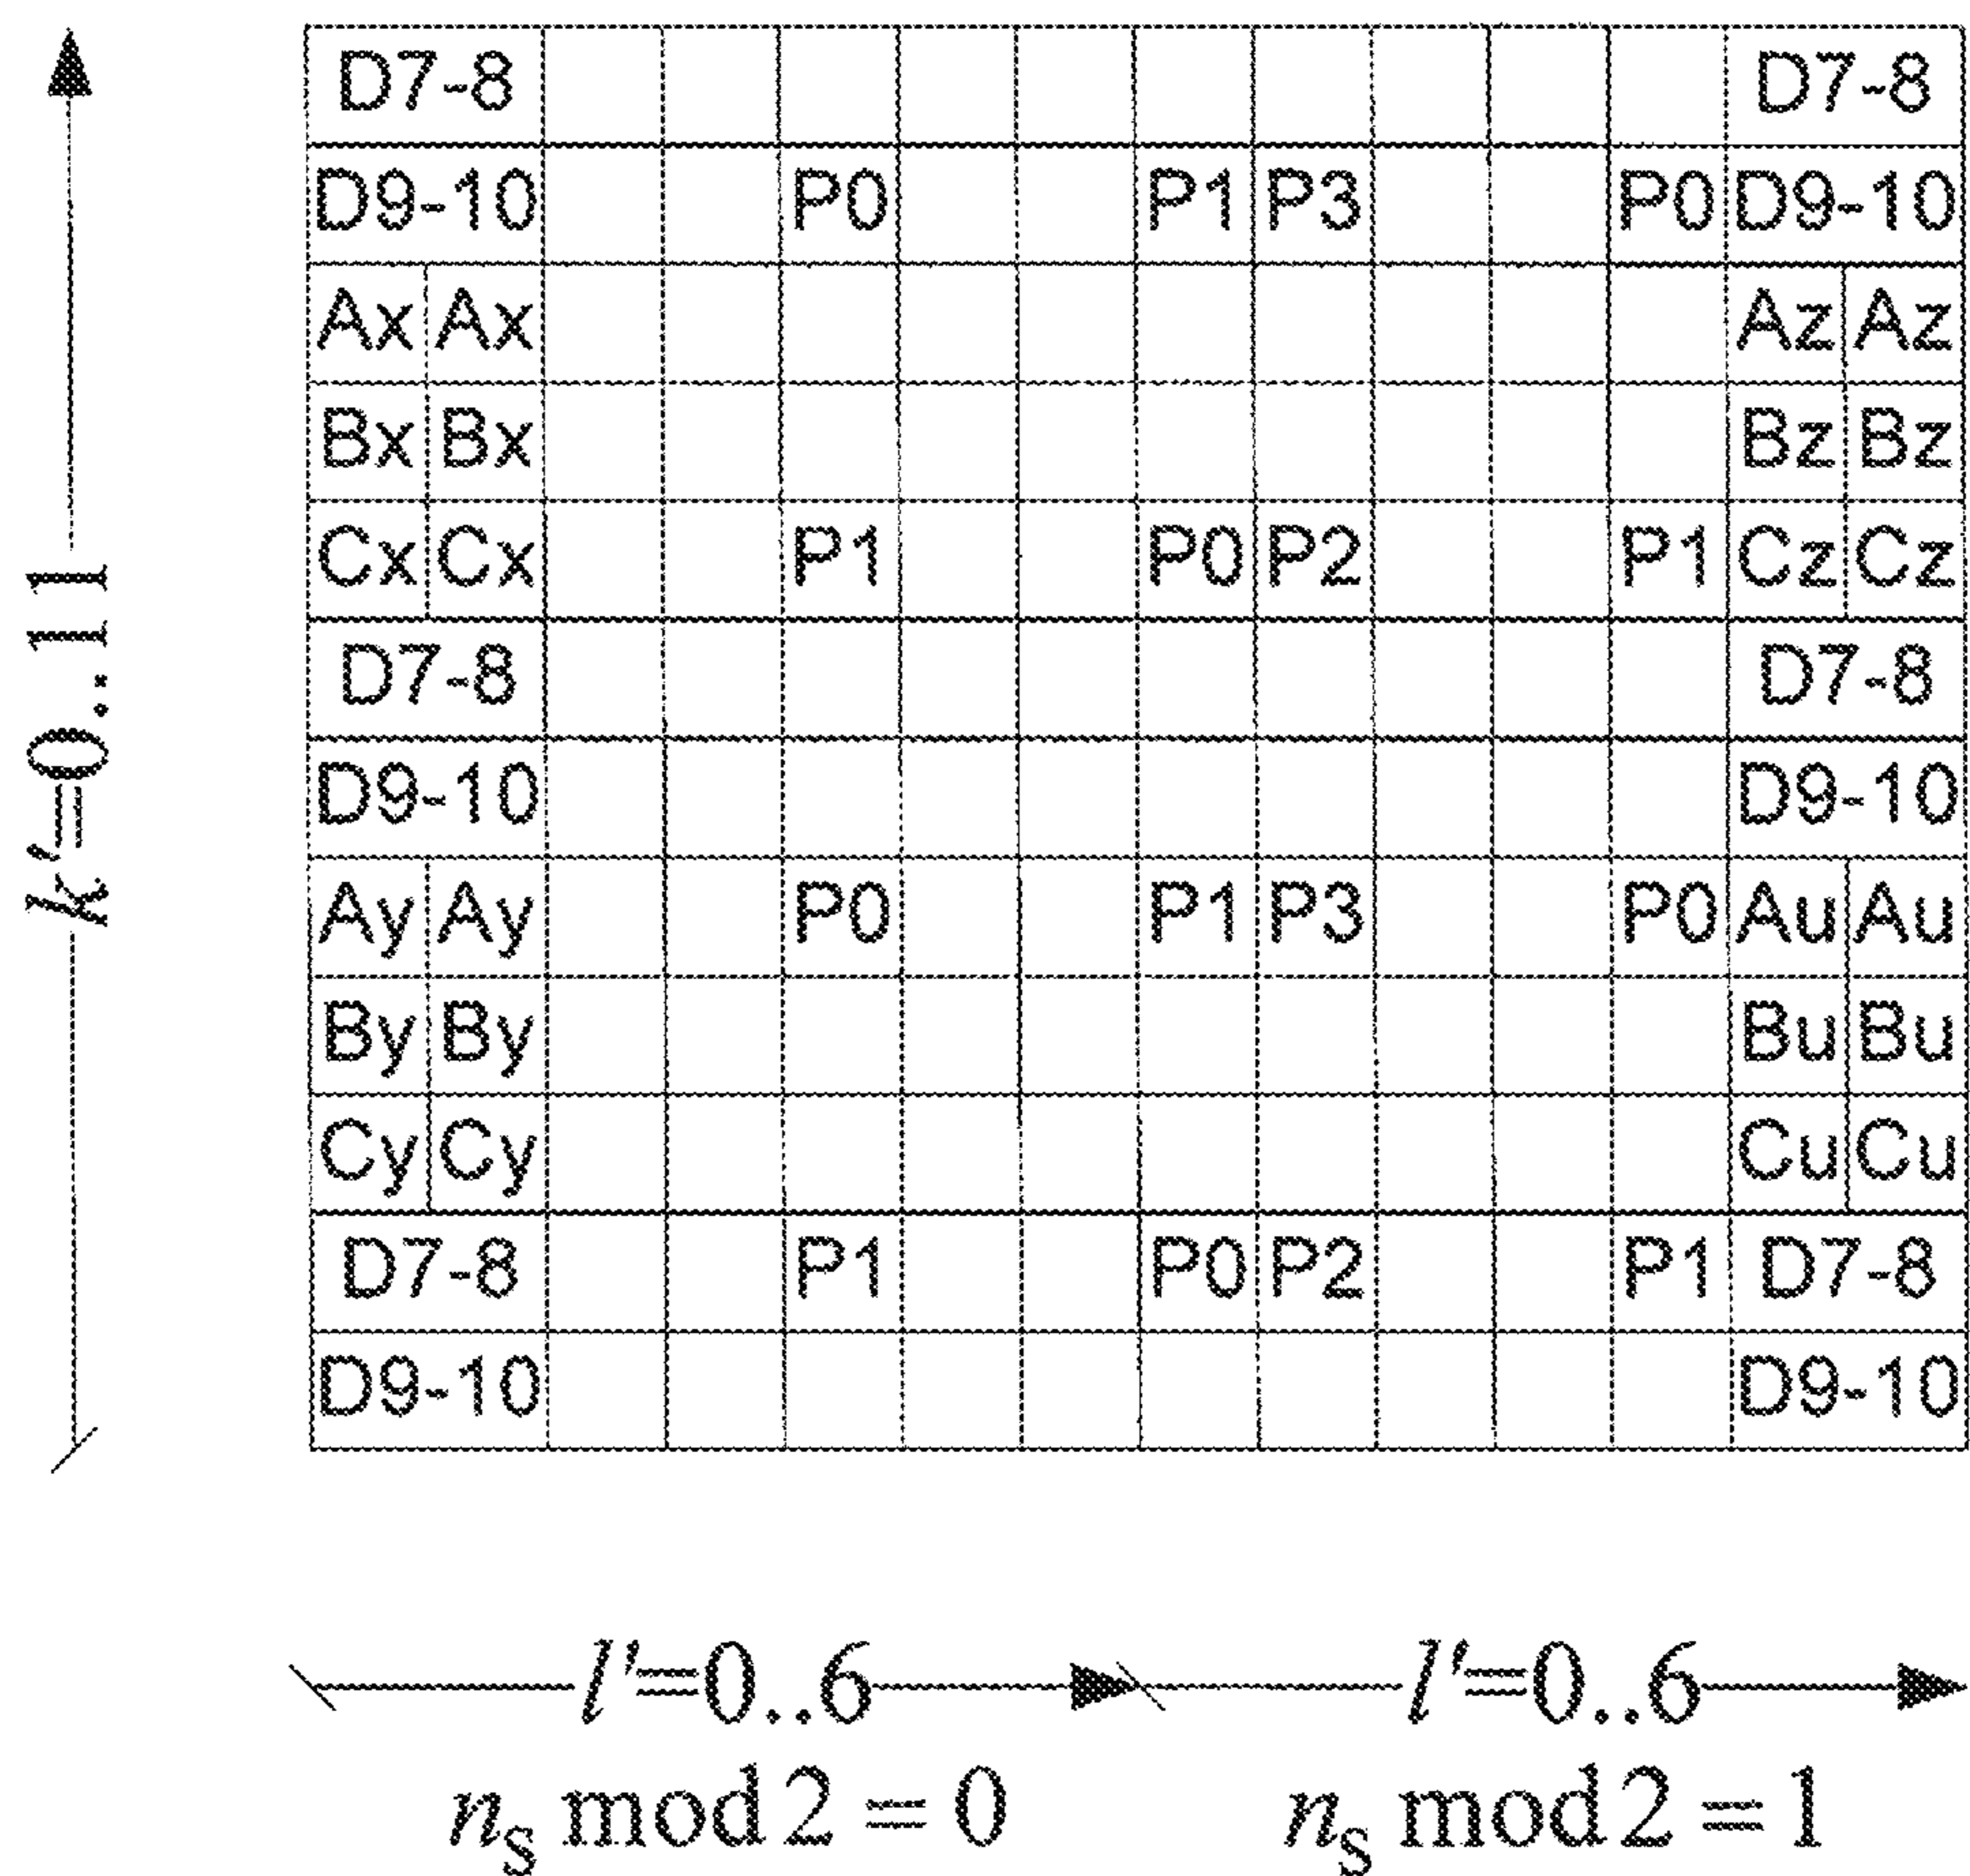 D7-8 D7-8
D9-10 P0 P1 P3 P0 D9-10
Ax Ax Az Az
Bx Bx Bz Bz
Cx Cx P1 P0 P2 P1 Cz Cz
D7-8 D7-8
D9-10 D9-10
Ay Ay P0 P1 P3 P0 Au Au
By By Bu Bu
Cy Cy Cu Cu
D7-8 P1 P0 P2 P1 D7-8
D9-10 D9-10
k'=0..11
l'=0..6 l'=0..6
nₛ mod 2 = 0 nₛ mod 2 = 1